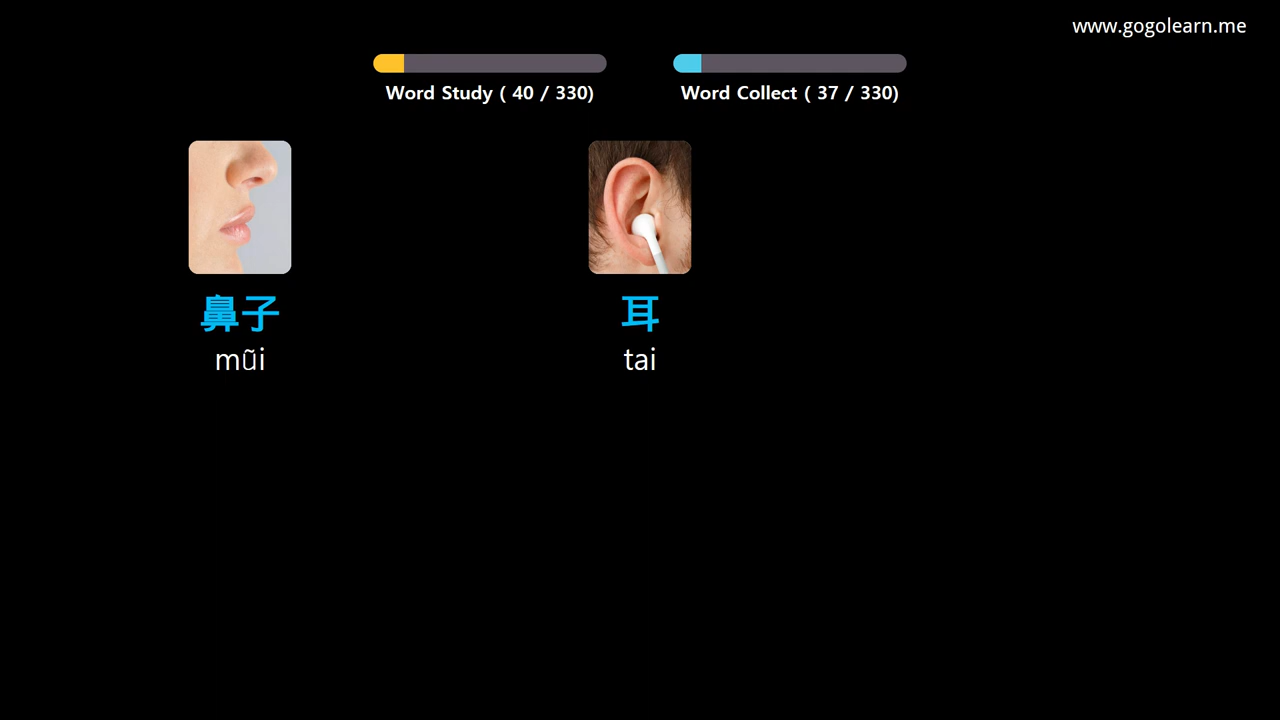 www.gogolearn.me
Word Study ( 40 / 330)
Word Collect ( 37 / 330)
鼻子
mũi
耳
tai